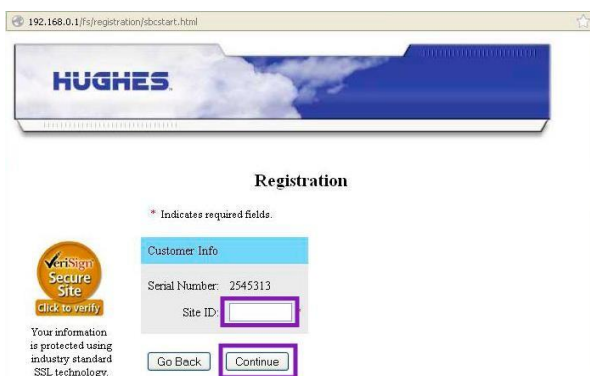 192.168.0.1/fs/registration/sbcstart.html
HUGHES.
Registration
* Indicates required fields.
Customer Info
Serial Number: 2545313
Site ID: *
VeriSign
Secure
Site
Click to verify
Your information
is protected using
industry standard
SSL technology.
Go Back Continue